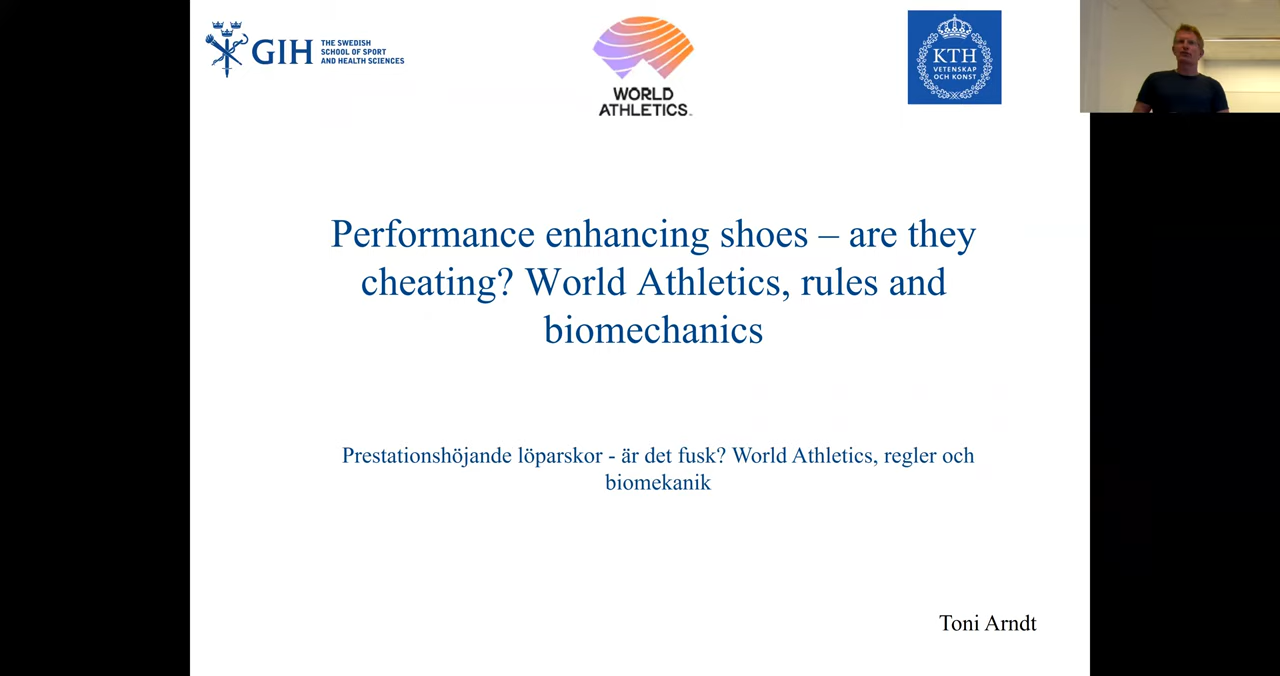 GIH
THE SWEDISH
SCHOOL OF SPORT
AND HEALTH SCIENCES
WORLD
ATHLETICS
KTH
VETENSKAP
OCH KONST
Performance enhancing shoes – are they
cheating? World Athletics, rules and
biomechanics
Prestationshöjande löparskor - är det fusk? World Athletics, regler och
biomekanik
Toni Arndt